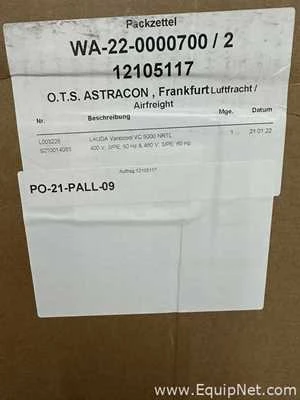 Packzettel
WA-22-0000700 / 2
12105117
O.T.S. ASTRACON , Frankfurt Luftfracht /
Airfreight
Nr. Beschreibung Mge. Datum
LAUDA Variocool VC 5000 NRTL 1 21.01.22
400 V; 3/PE; 50 Hz & 460 V; 3/PE; 60 Hz
Auftrag 12105117
PO-21-PALL-09
www.EquipNet.com